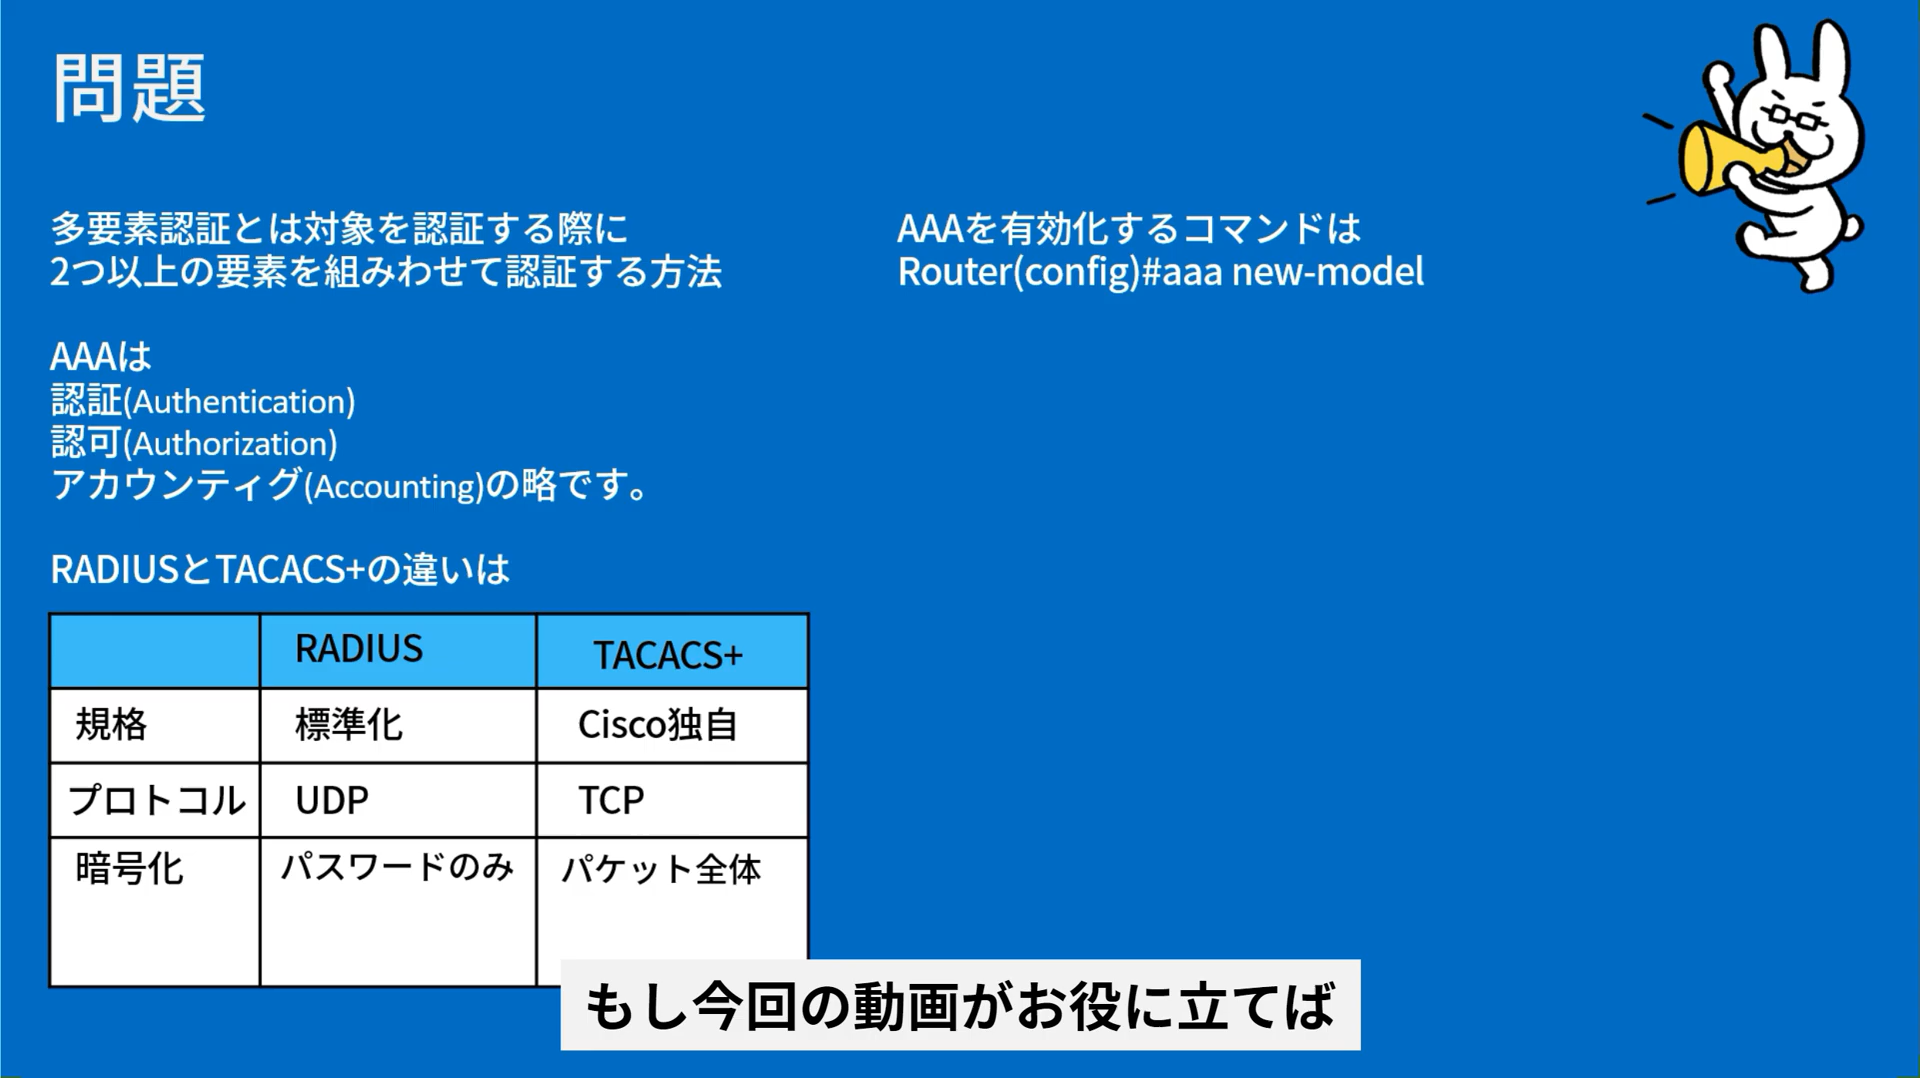 問題
多要素認証とは対象を認証する際に
2つ以上の要素を組みわせて認証する方法
AAAは
認証(Authentication)
認可(Authorization)
アカウンティグ(Accounting)の略です。
RADIUSとTACACS+の違いは
RADIUS TACACS+
規格 標準化 Cisco独自
プロトコル UDP TCP
暗号化 パスワードのみ パケット全体
AAAを有効化するコマンドは
Router(config)#aaa new-model
もし今回の動画がお役に立てば